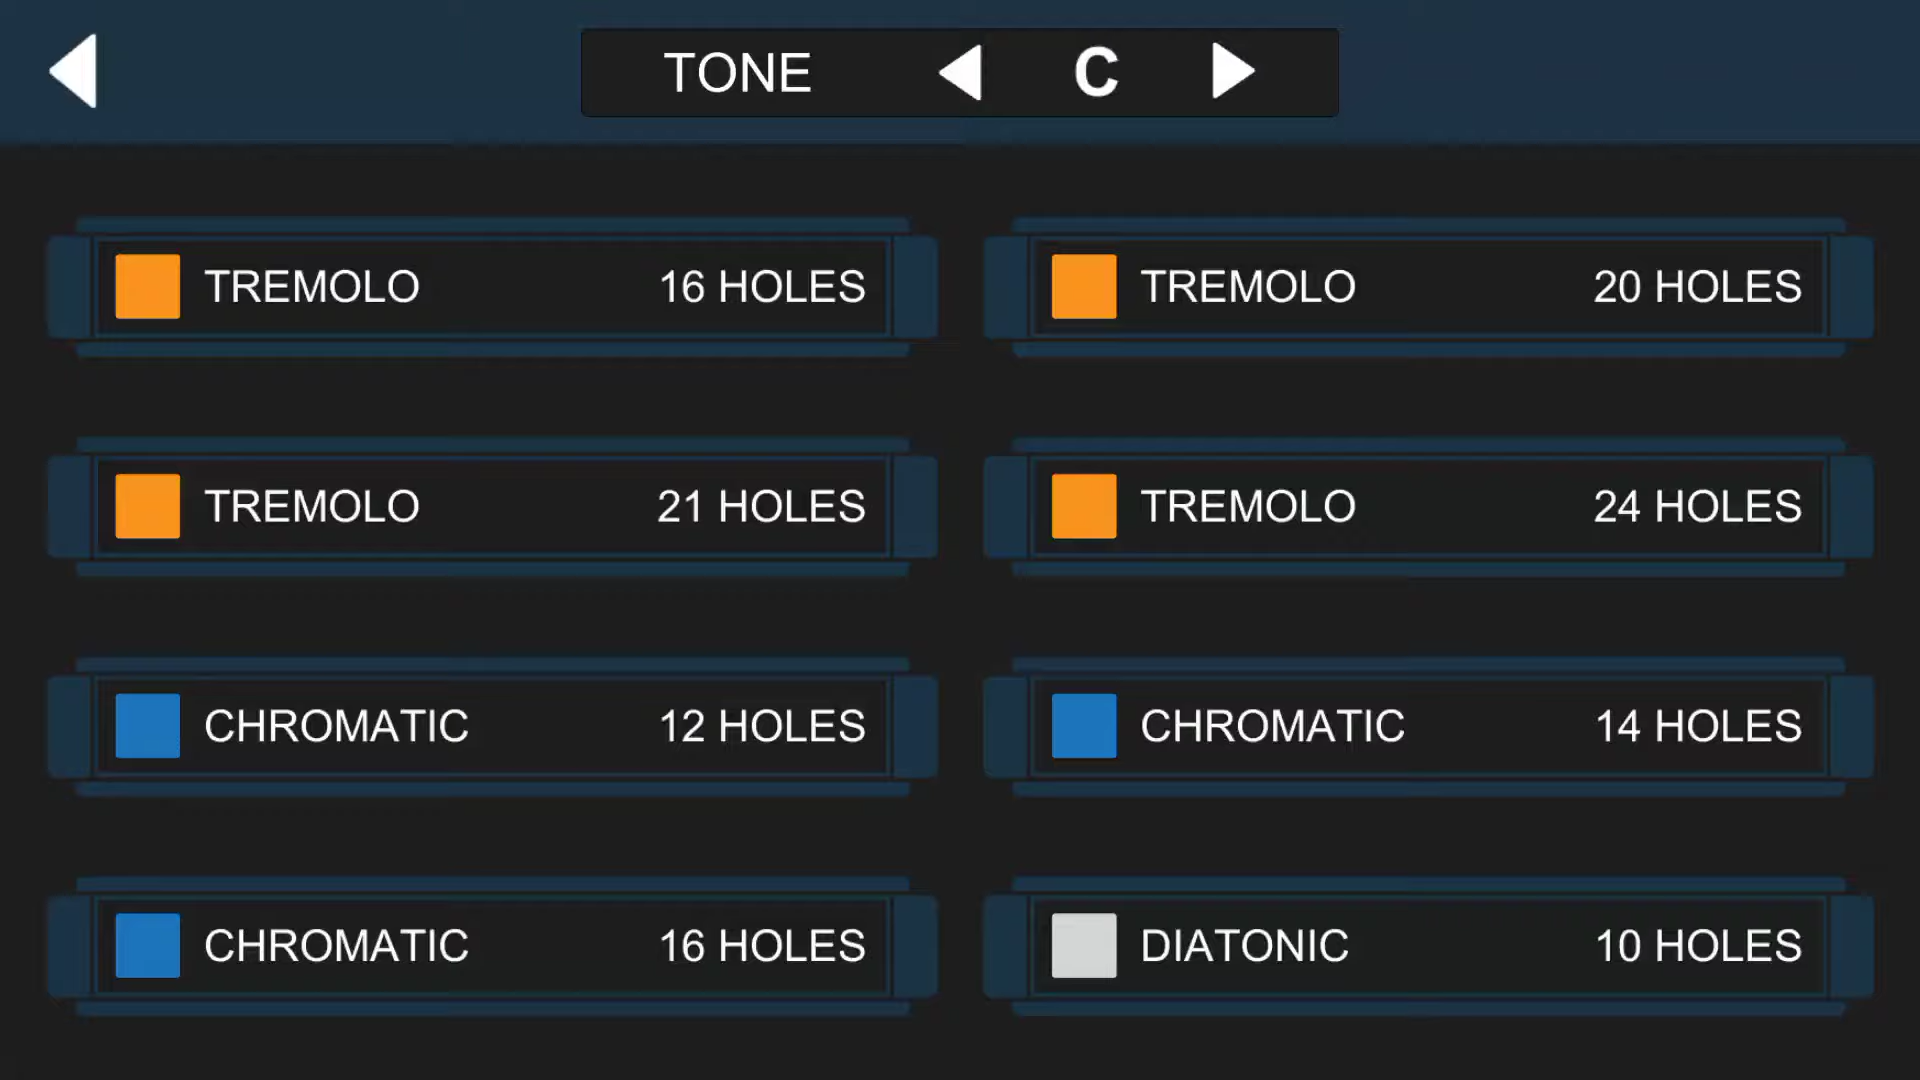 TONE C
TREMOLO 16 HOLES
TREMOLO 20 HOLES
TREMOLO 21 HOLES
TREMOLO 24 HOLES
CHROMATIC 12 HOLES
CHROMATIC 14 HOLES
CHROMATIC 16 HOLES
DIATONIC 10 HOLES